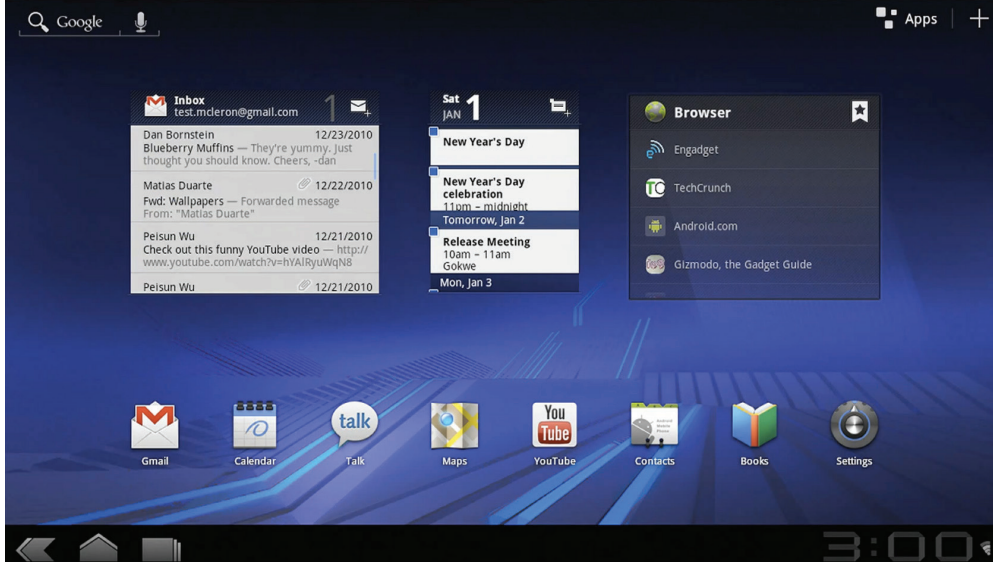 Google
Apps
Inbox
test.mcleron@gmail.com
1
Dan Bornstein 12/23/2010
Blueberry Muffins — They're yummy. Just
thought you should know. Cheers, -dan
Matias Duarte 12/22/2010
Fwd: Wallpapers — Forwarded message
From: "Matias Duarte"
Peisun Wu 12/21/2010
Check out this funny YouTube video — http://
www.youtube.com/watch?v=hYAlRyuWqN8
Peisun Wu 12/21/2010
Sat
JAN
1
New Year's Day
New Year's Day
celebration
11pm – midnight
Tomorrow, Jan 2
Release Meeting
10am – 11am
Gokwe
Mon, Jan 3
Browser
Engadget
TC TechCrunch
Android.com
Gizmodo, the Gadget Guide
talk
You
Tube
Android
Mobile
Phone
Gmail
Calendar
Talk
Maps
YouTube
Contacts
Books
Settings
3:00